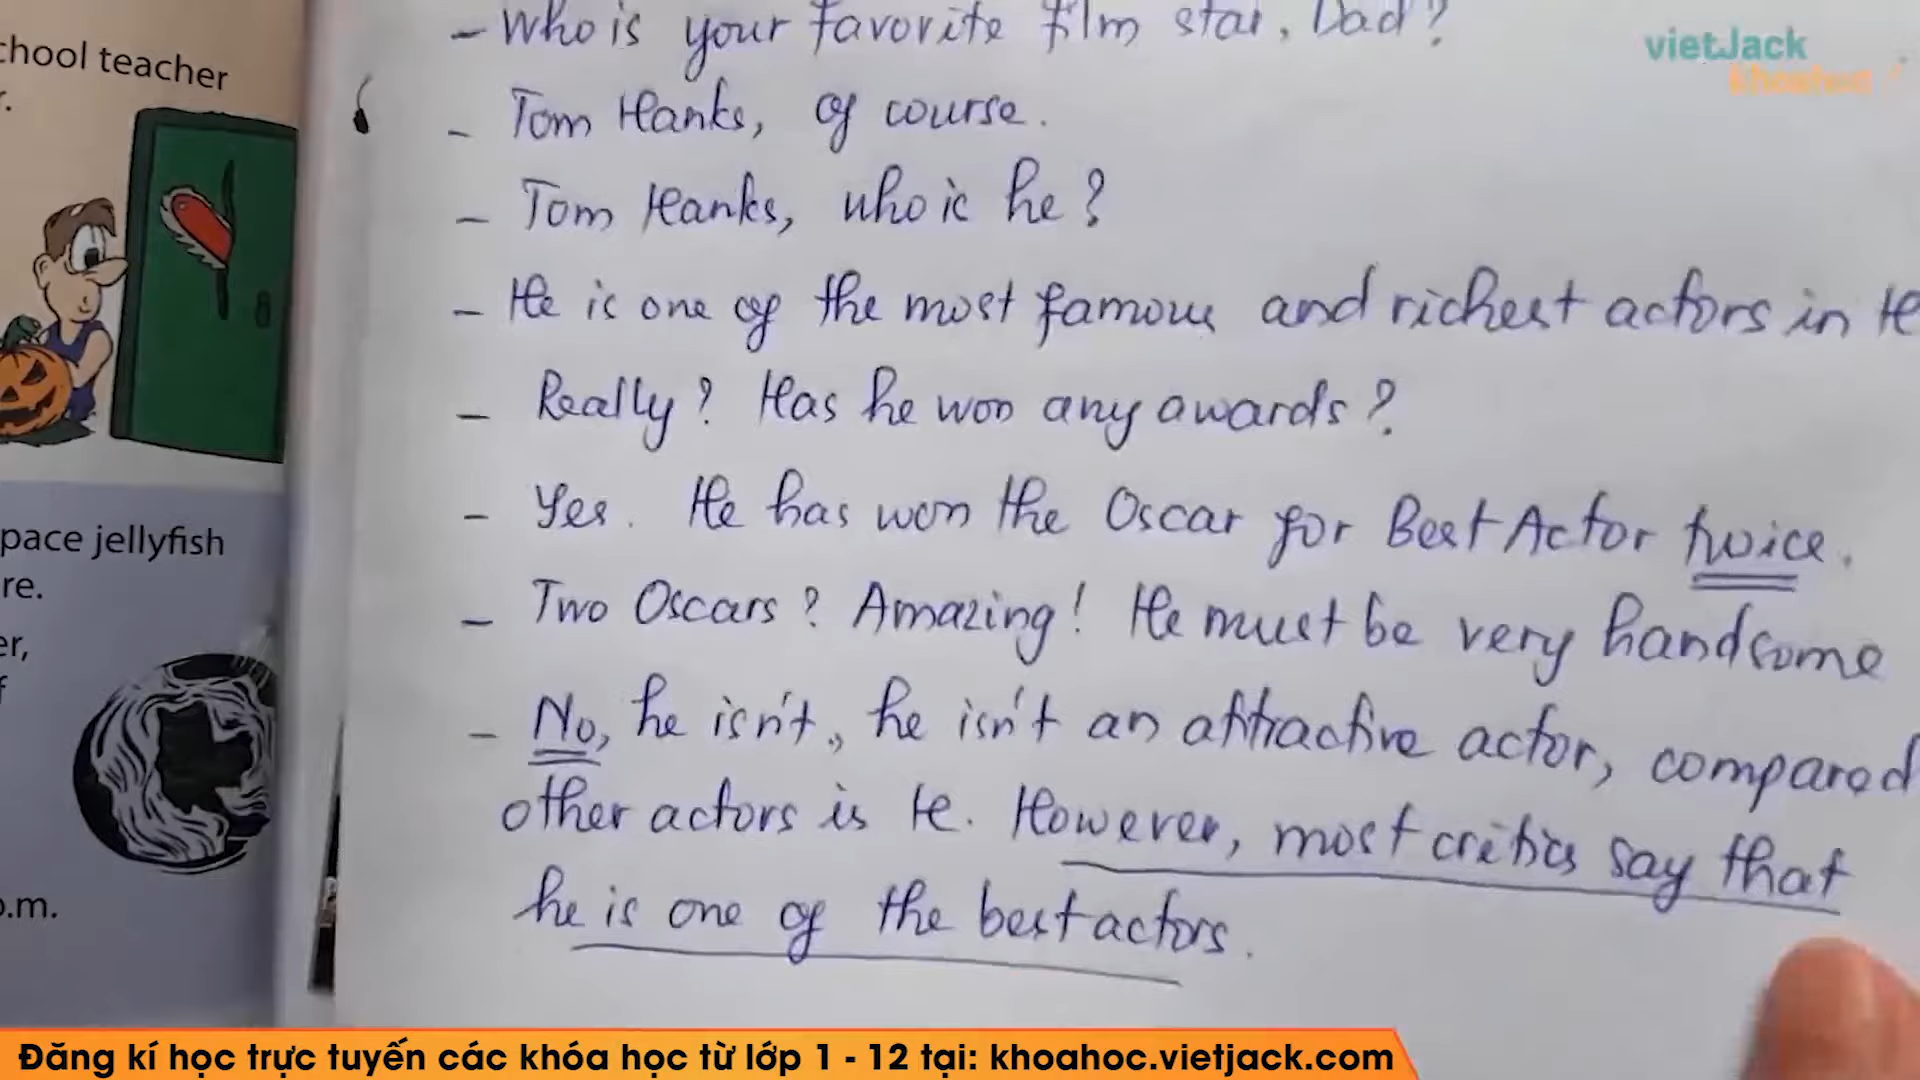 chool teacher
r.
pace jellyfish
re.
er,
f
p.m.
- Who is your favorite film star, Dad?
- Tom Hanks, of course.
- Tom Hanks, who is he?
- He is one of the most famous and richest actors in H
- Really? Has he won any awards?
- Yes. He has won the Oscar for Best Actor twice.
- Two Oscars? Amazing! He must be very handsome
- No, he isn't., he isn't an attractive actor, compared
other actors is H. However, most critics say that
he is one of the best actors.
vietJack
khoahoc
Đăng kí học trực tuyến các khóa học từ lớp 1 - 12 tại: khoahoc.vietjack.com